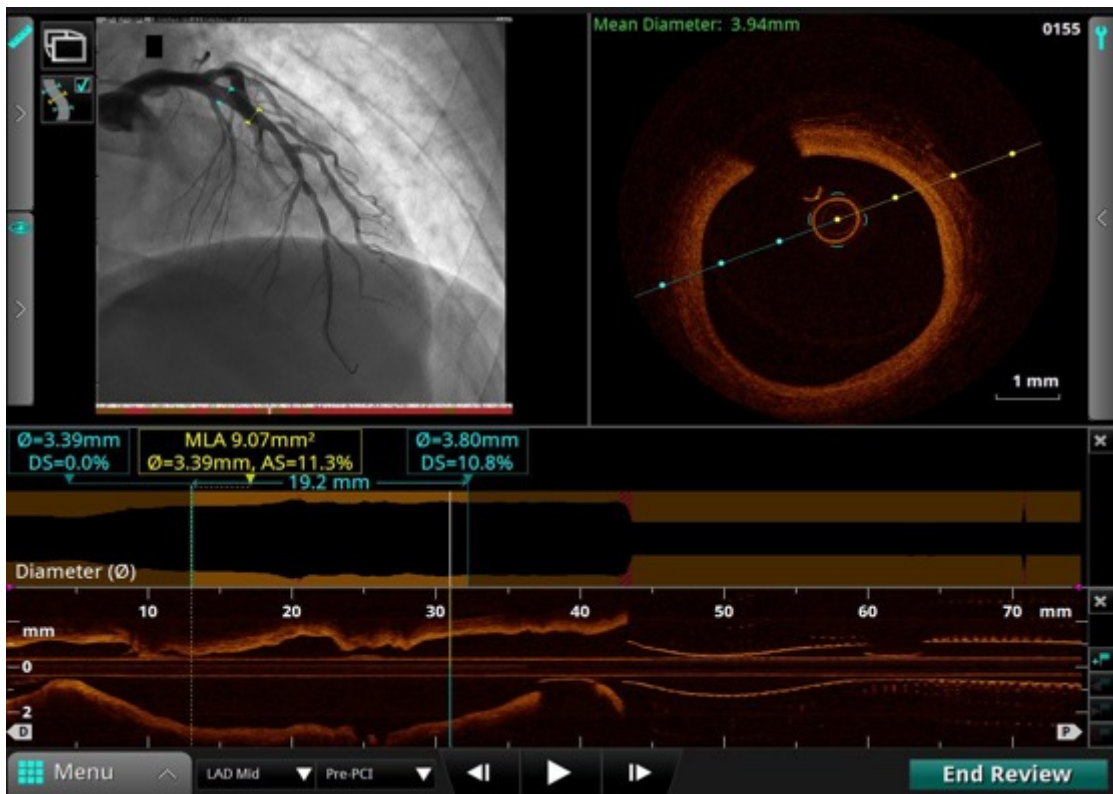 Mean Diameter: 3.94mm
0155
1 mm
Ø=3.39mm
DS=0.0%
MLA 9.07mm²
Ø=3.39mm, AS=11.3%
Ø=3.80mm
DS=10.8%
19.2 mm
Diameter (Ø)
10 20 30 40 50 60 70 mm
mm
0
2
D
P
Menu
LAD Mid
Pre-PCI
End Review